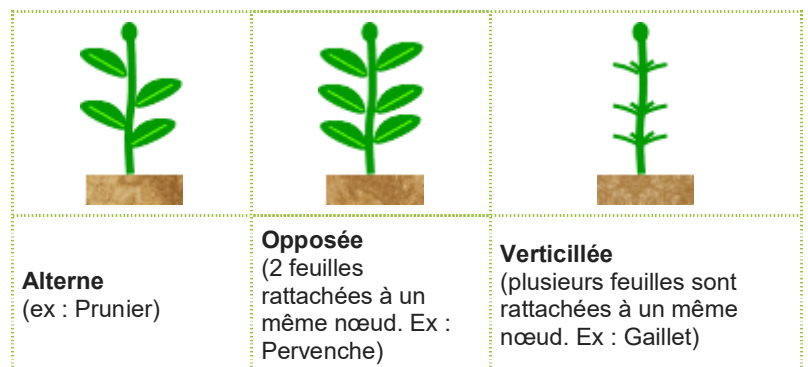 Alterne
(ex : Prunier)
Opposée
(2 feuilles
rattachées à un
même nœud. Ex :
Pervenche)
Verticillée
(plusieurs feuilles sont
rattachées à un même
nœud. Ex : Gaillet)